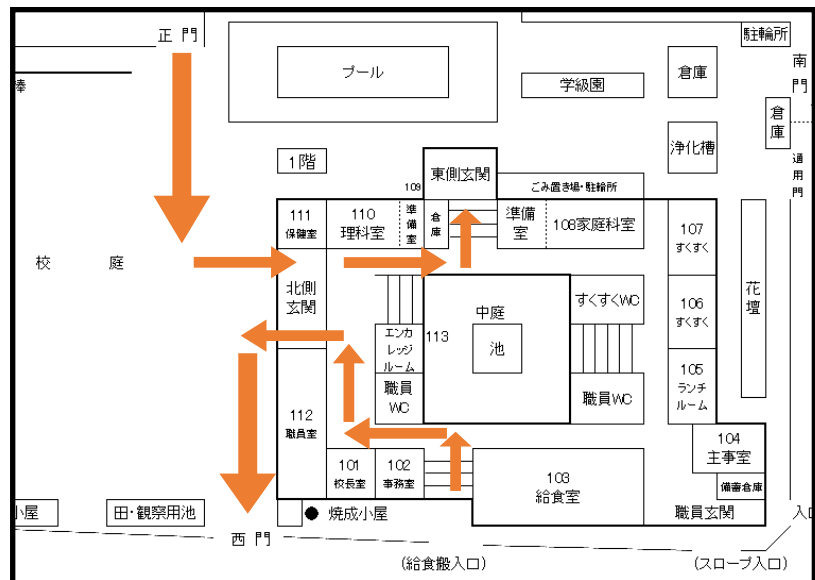 正 門
駐輪所
プール
学級園
倉庫
南
門
棒
倉
庫
1階
浄化槽
通
用
門
東側玄関
109
ごみ置き場・駐輪所
111
保健室
110
理科室
準
備
室
倉
庫
準備
室
108家庭科室
107
すくすく
校 庭
北側
玄関
中庭
池
すくすくWC
106
すくすく
花
壇
エンカ
レッジ
ルーム
113
105
ランチ
ルーム
職員
WC
職員WC
112
職員室
104
主事室
101
校長室
102
事務室
103
給食室
備蓄倉庫
小屋
田・観察用池
焼成小屋
職員玄関
入口
西 門
(給食搬入口)
(スロープ入口)